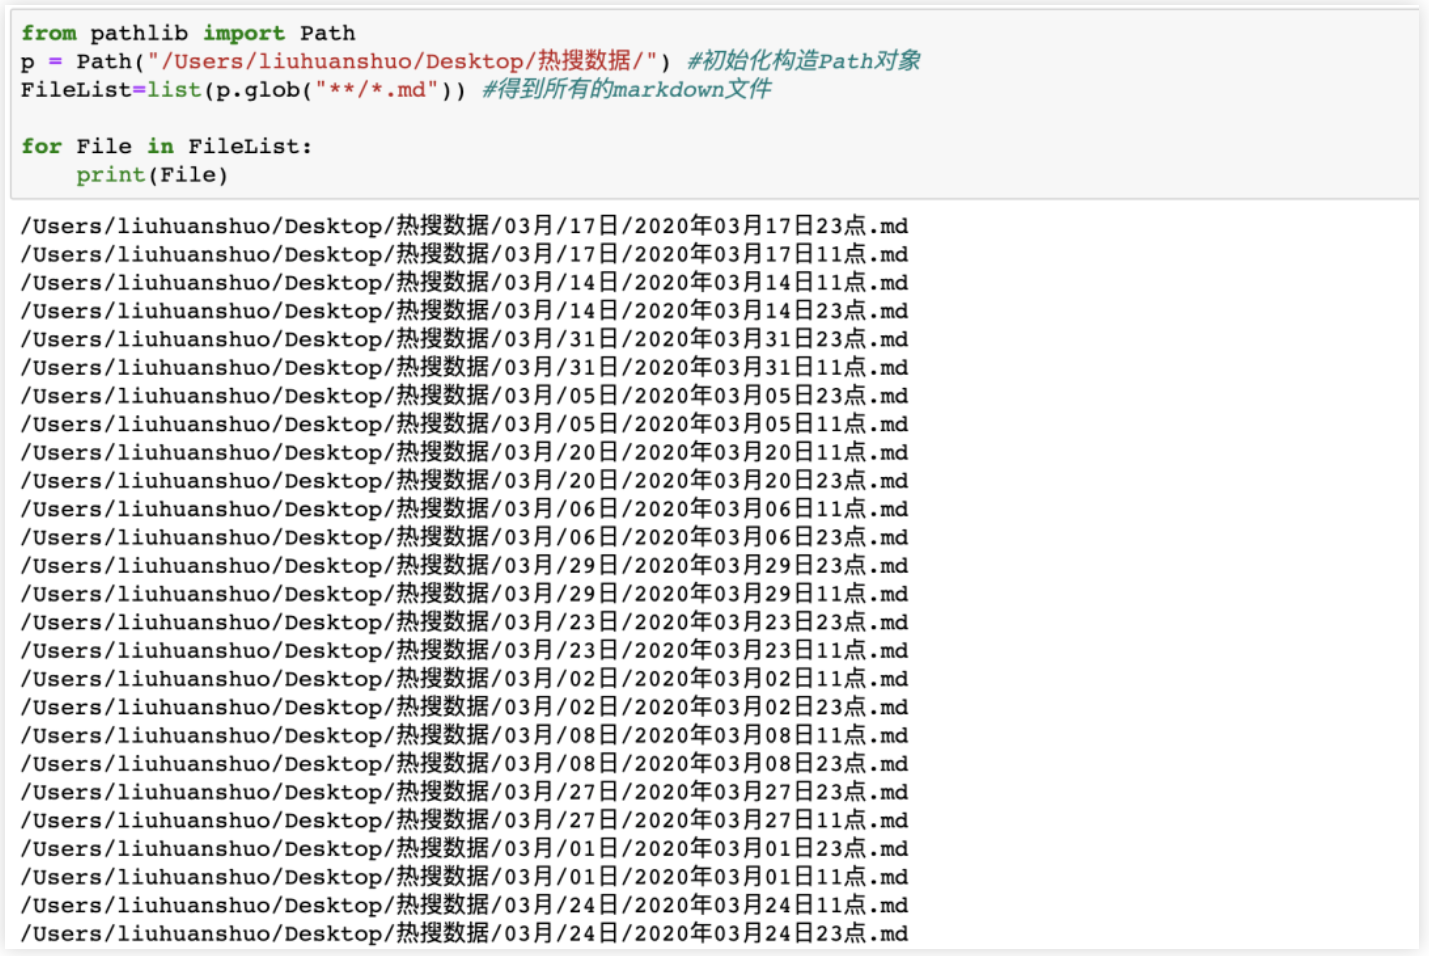 from pathlib import Path
p = Path("/Users/liuhuanshuo/Desktop/热搜数据/") #初始化构造Path对象
FileList=list(p.glob("**/*.md")) #得到所有的markdown文件
for File in FileList:
    print(File)
/Users/liuhuanshuo/Desktop/热搜数据/03月/17日/2020年03月17日23点.md
/Users/liuhuanshuo/Desktop/热搜数据/03月/17日/2020年03月17日11点.md
/Users/liuhuanshuo/Desktop/热搜数据/03月/14日/2020年03月14日11点.md
/Users/liuhuanshuo/Desktop/热搜数据/03月/14日/2020年03月14日23点.md
/Users/liuhuanshuo/Desktop/热搜数据/03月/31日/2020年03月31日23点.md
/Users/liuhuanshuo/Desktop/热搜数据/03月/31日/2020年03月31日11点.md
/Users/liuhuanshuo/Desktop/热搜数据/03月/05日/2020年03月05日23点.md
/Users/liuhuanshuo/Desktop/热搜数据/03月/05日/2020年03月05日11点.md
/Users/liuhuanshuo/Desktop/热搜数据/03月/20日/2020年03月20日11点.md
/Users/liuhuanshuo/Desktop/热搜数据/03月/20日/2020年03月20日23点.md
/Users/liuhuanshuo/Desktop/热搜数据/03月/06日/2020年03月06日11点.md
/Users/liuhuanshuo/Desktop/热搜数据/03月/06日/2020年03月06日23点.md
/Users/liuhuanshuo/Desktop/热搜数据/03月/29日/2020年03月29日23点.md
/Users/liuhuanshuo/Desktop/热搜数据/03月/29日/2020年03月29日11点.md
/Users/liuhuanshuo/Desktop/热搜数据/03月/23日/2020年03月23日23点.md
/Users/liuhuanshuo/Desktop/热搜数据/03月/23日/2020年03月23日11点.md
/Users/liuhuanshuo/Desktop/热搜数据/03月/02日/2020年03月02日11点.md
/Users/liuhuanshuo/Desktop/热搜数据/03月/02日/2020年03月02日23点.md
/Users/liuhuanshuo/Desktop/热搜数据/03月/08日/2020年03月08日11点.md
/Users/liuhuanshuo/Desktop/热搜数据/03月/08日/2020年03月08日23点.md
/Users/liuhuanshuo/Desktop/热搜数据/03月/27日/2020年03月27日23点.md
/Users/liuhuanshuo/Desktop/热搜数据/03月/27日/2020年03月27日11点.md
/Users/liuhuanshuo/Desktop/热搜数据/03月/01日/2020年03月01日23点.md
/Users/liuhuanshuo/Desktop/热搜数据/03月/01日/2020年03月01日11点.md
/Users/liuhuanshuo/Desktop/热搜数据/03月/24日/2020年03月24日11点.md
/Users/liuhuanshuo/Desktop/热搜数据/03月/24日/2020年03月24日23点.md